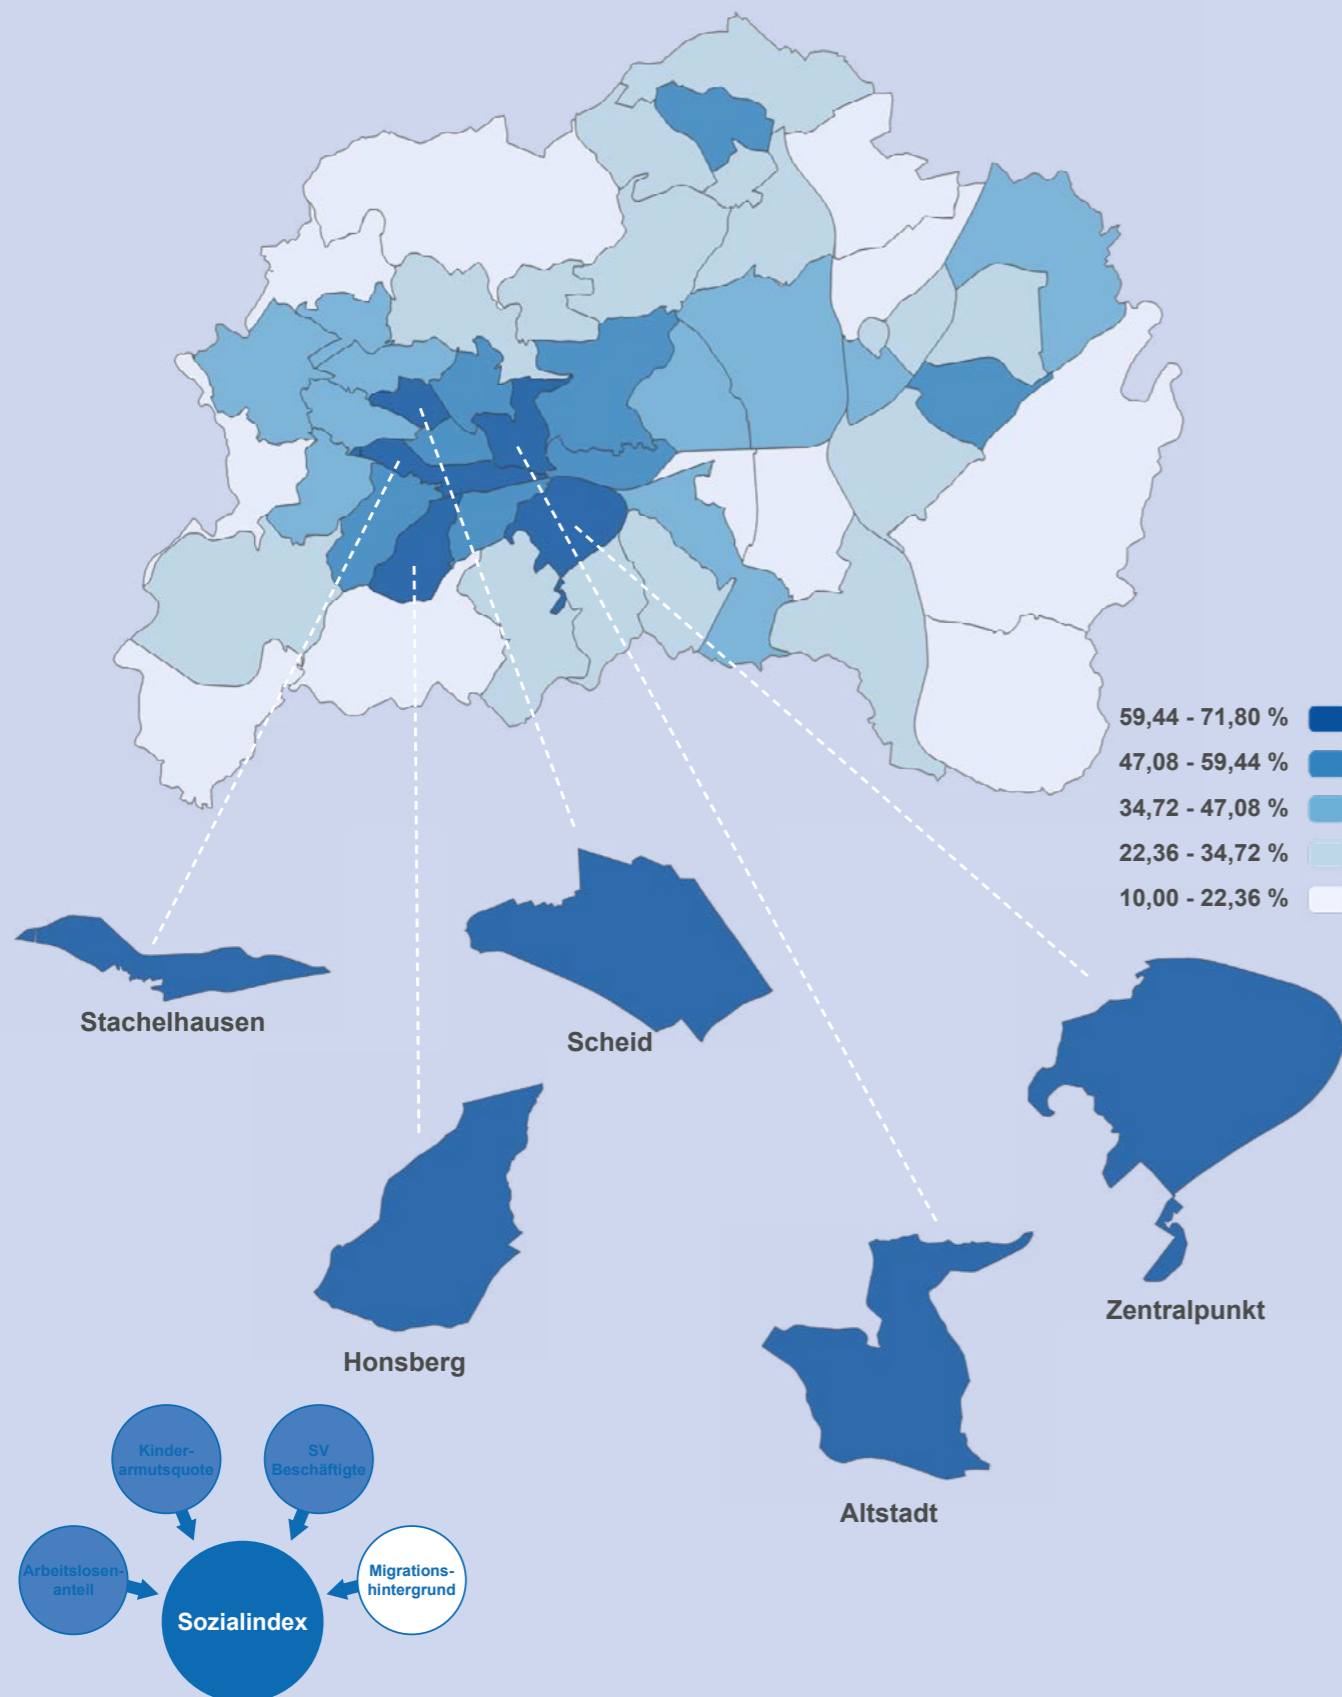 59,44 - 71,80 %
47,08 - 59,44 %
34,72 - 47,08 %
22,36 - 34,72 %
10,00 - 22,36 %
Stachelhausen
Scheid
Honsberg
Zentralpunkt
Altstadt
Kinder-
armutsquote
SV
Beschäftigte
Arbeitslosen-
anteil
Migrations-
hintergrund
Sozialindex